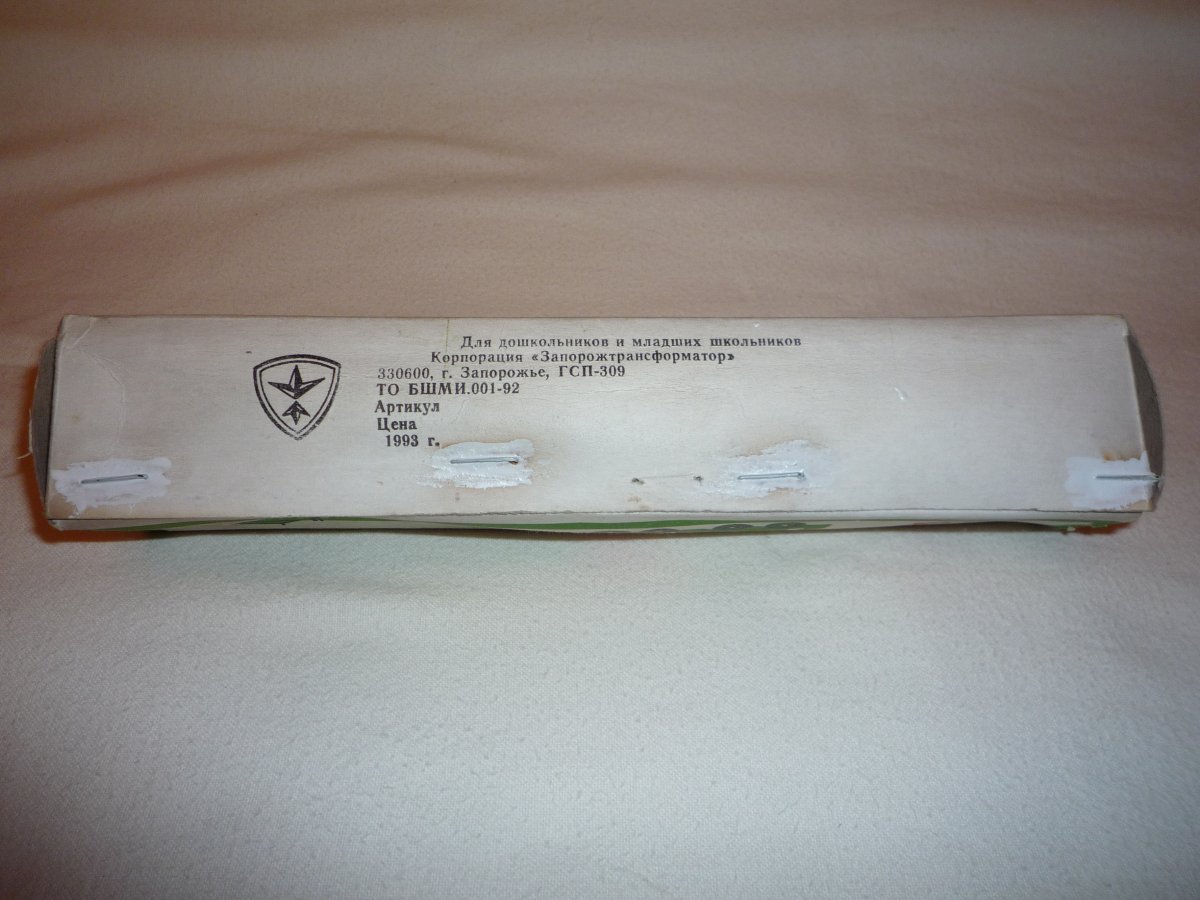 Для дошкольников и младших школьников
Корпорация «Запорожтрансформатор»
330600, г. Запорожье, ГСП-309
ТО БШМИ.001-92
Артикул
Цена
1993 г.